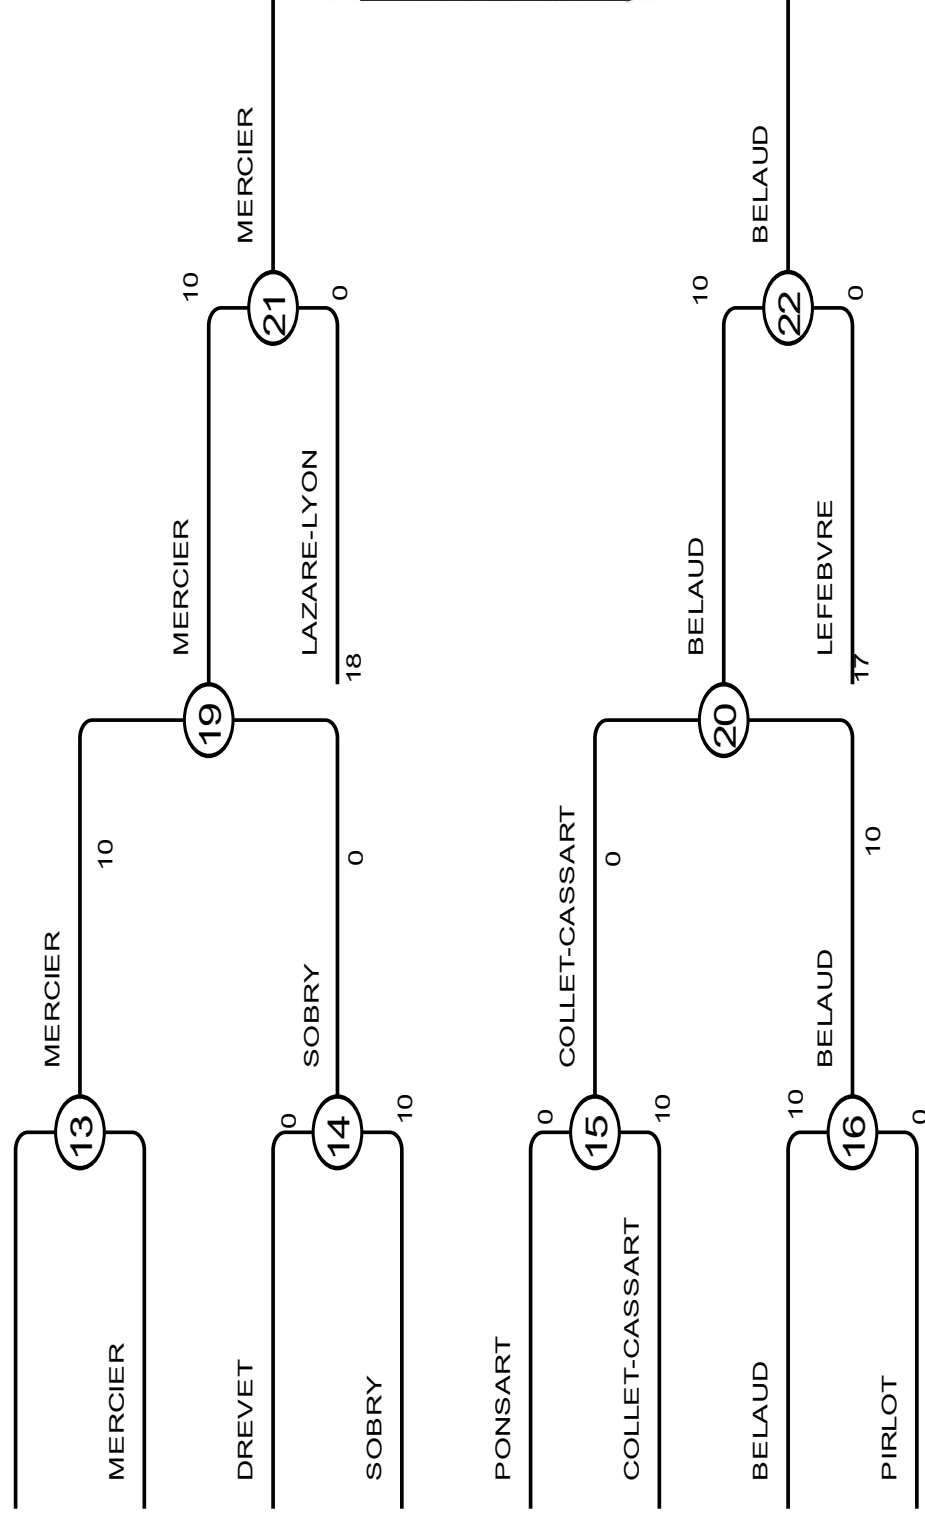 MERCIER
13
MERCIER
10
DREVET
0
14
SOBRY
10
SOBRY
0
19
MERCIER
10
LAZARE-LYON
18
0
21
MERCIER
PONSART
0
15
COLLET-CASSART
10
COLLET-CASSART
0
BELAUD
10
16
PIRLOT
0
BELAUD
10
20
BELAUD
10
LEFEBVRE
17
0
22
BELAUD